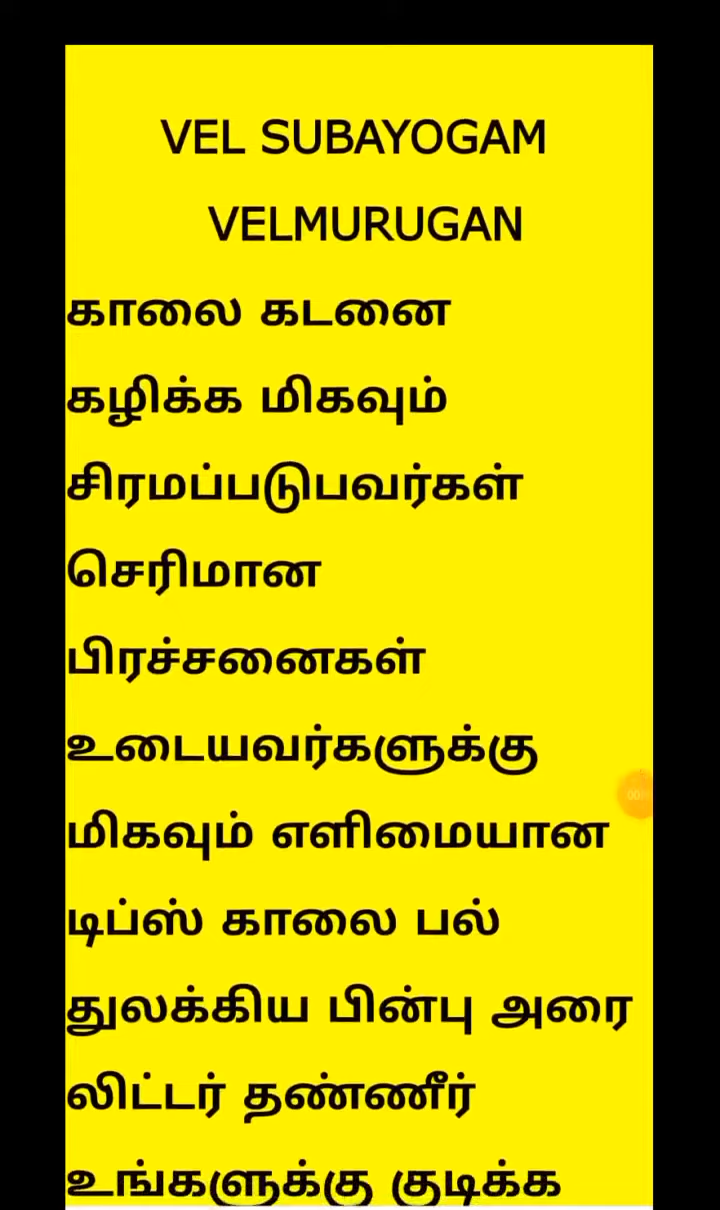 VEL SUBAYOGAM
VELMURUGAN
காலை கடனை
கழிக்க மிகவும்
சிரமப்படுபவர்கள்
செரிமான
பிரச்சனைகள்
உடையவர்களுக்கு
மிகவும் எளிமையான
டிப்ஸ் காலை பல்
துலக்கிய பின்பு அரை
லிட்டர் தண்ணீர்
உங்களுக்கு குடிக்க